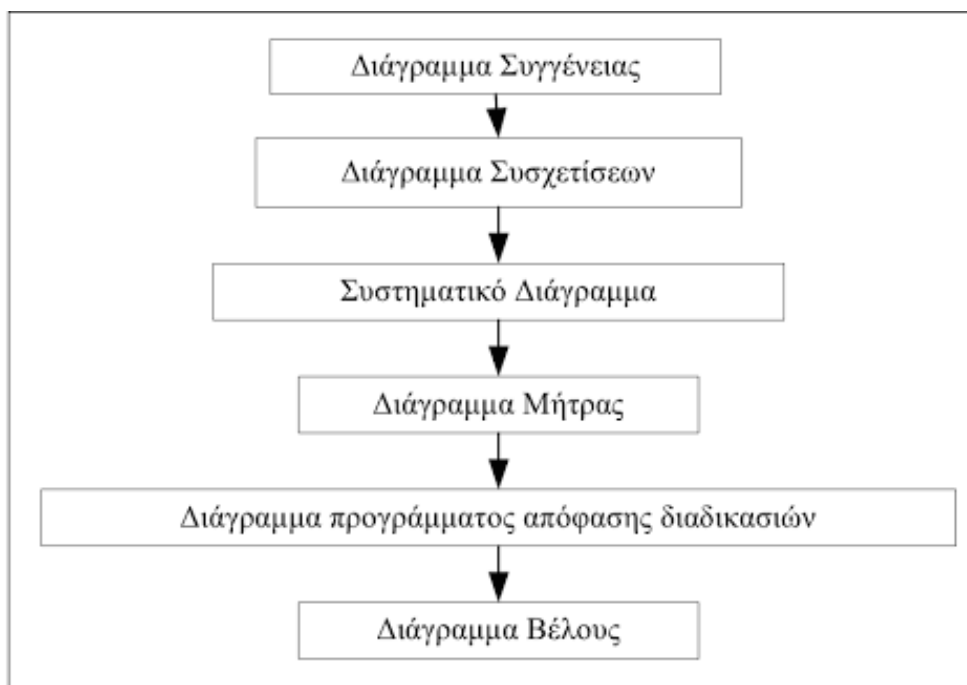 Διάγραμμα Συγγένειας
Διάγραμμα Συσχετίσεων
Συστηματικό Διάγραμμα
Διάγραμμα Μήτρας
Διάγραμμα προγράμματος απόφασης διαδικασιών
Διάγραμμα Βέλους